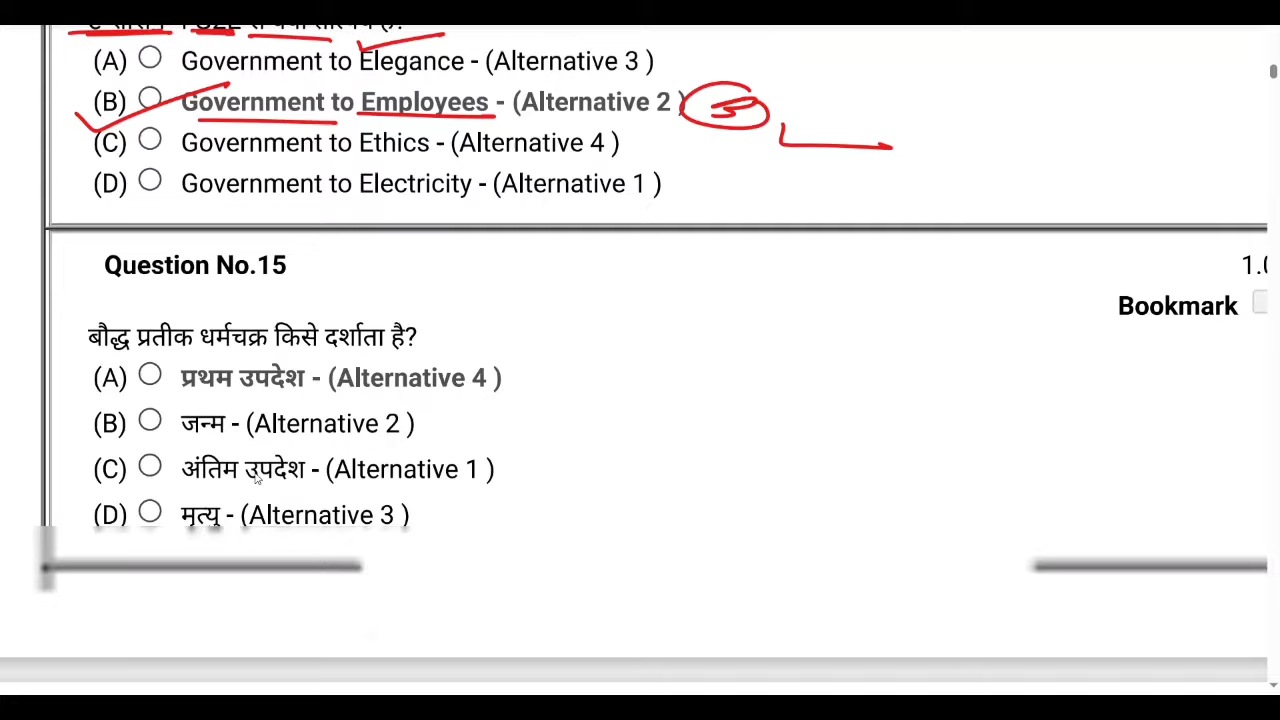 (A) Government to Elegance - (Alternative 3 )
(B) Government to Employees - (Alternative 2 )
(C) Government to Ethics - (Alternative 4 )
(D) Government to Electricity - (Alternative 1 )
Question No.15
Bookmark
बौद्ध प्रतीक धर्मचक्र किसे दर्शाता है?
(A) प्रथम उपदेश - (Alternative 4 )
(B) जन्म - (Alternative 2 )
(C) अंतिम उपदेश - (Alternative 1 )
(D) मृत्यु - (Alternative 3 )